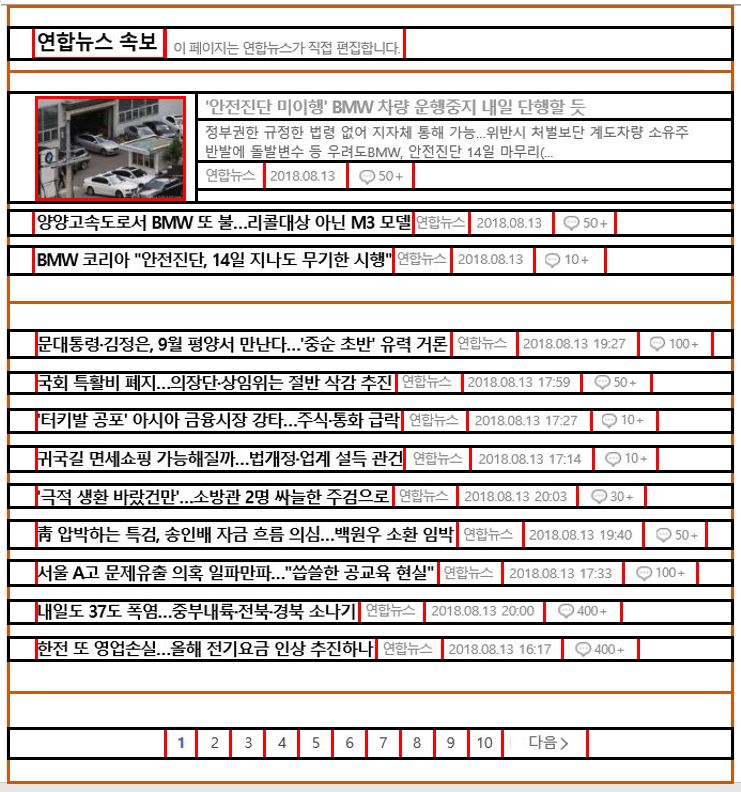 연합뉴스 속보 이 페이지는 연합뉴스가 직접 편집합니다.
'안전진단 미이행' BMW 차량 운행중지 내일 단행할 듯
정부권한 규정한 법령 없어 지자체 통해 가능...위반시 처벌보단 계도차량 소유주
반발에 돌발변수 등 우려도BMW, 안전진단 14일 마무리(...
연합뉴스 2018.08.13 50+
양양고속도로서 BMW 또 불…리콜대상 아닌 M3 모델 연합뉴스 2018.08.13 50+
BMW 코리아 "안전진단, 14일 지나도 무기한 시행" 연합뉴스 2018.08.13 10+
문대통령·김정은, 9월 평양서 만난다…'중순 초반' 유력 거론 연합뉴스 2018.08.13 19:27 100+
국회 특활비 폐지…의장단·상임위는 절반 삭감 추진 연합뉴스 2018.08.13 17:59 50+
'터키발 공포' 아시아 금융시장 강타…주식·통화 급락 연합뉴스 2018.08.13 17:27 10+
귀국길 면세쇼핑 가능해질까…법개정·업계 설득 관건 연합뉴스 2018.08.13 17:14 10+
'극적 생환 바랐건만'…소방관 2명 싸늘한 주검으로 연합뉴스 2018.08.13 20:03 30+
靑 압박하는 특검, 송인배 자금 흐름 의심…백원우 소환 임박 연합뉴스 2018.08.13 19:40 50+
서울 A고 문제유출 의혹 일파만파…"씁쓸한 공교육 현실" 연합뉴스 2018.08.13 17:33 100+
내일도 37도 폭염…중부내륙·전북·경북 소나기 연합뉴스 2018.08.13 20:00 400+
한전 또 영업손실…올해 전기요금 인상 추진하나 연합뉴스 2018.08.13 16:17 400+
1 2 3 4 5 6 7 8 9 10 다음